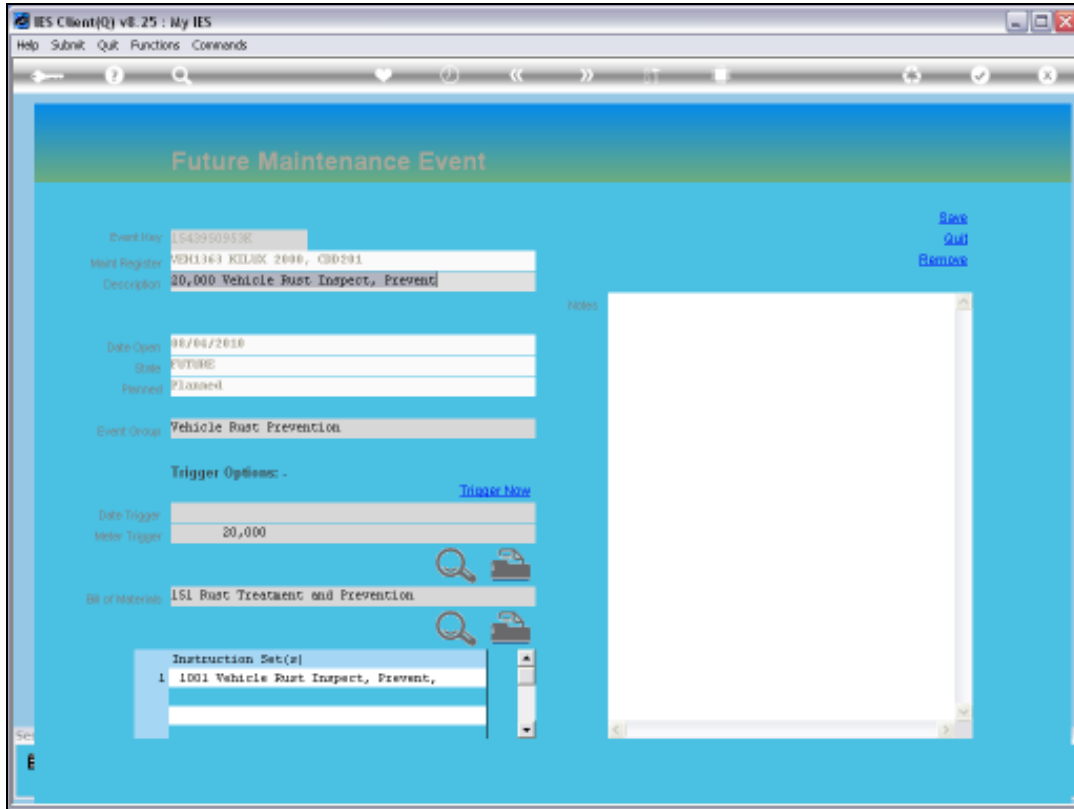 IES Client(Q) v8.25 : My IES
Help Submit Quit Functions Commands
Future Maintenance Event
Save
Event Key 1543950953K
Quit
Maint Register VEH1363 HILUX 2000, CDD201
Remove
Description 20,000 Vehicle Rust Inspect, Prevent
Notes
Date Open 08/04/2010
State FUTURE
Planned Planned
Event Group Vehicle Rust Prevention
Trigger Options: -
Trigger Now
Date Trigger
Meter Trigger 20,000
Bill of Materials 151 Rust Treatment and Prevention
Instruction Set(s)
1 1001 Vehicle Rust Inspect, Prevent,